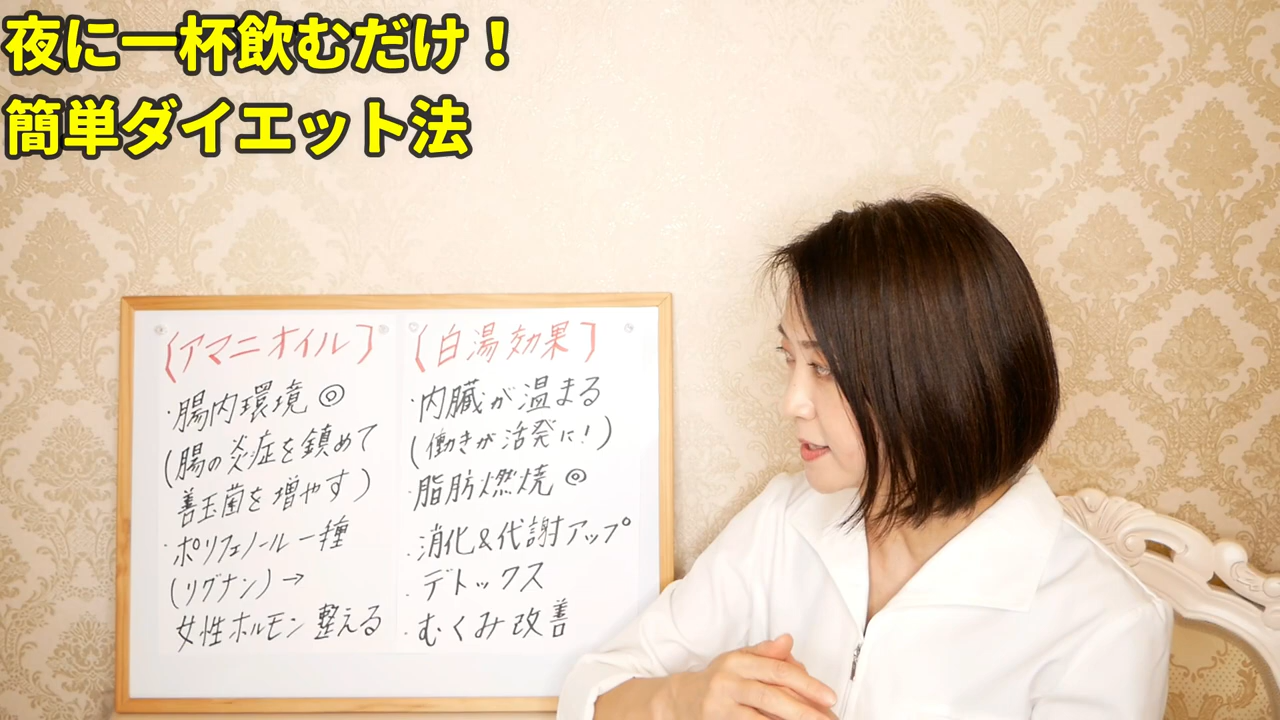 夜に一杯飲むだけ！
簡単ダイエット法
〔アマニオイル〕
・腸内環境 ◎
(腸の炎症を鎮めて
善玉菌を増やす)
・ポリフェノール一種
(リグナン)→
女性ホルモン整える
〔白湯効果〕
・内臓が温まる
(働きが活発に!)
・脂肪燃焼 ◎
・消化&代謝アップ
・デトックス
・むくみ改善